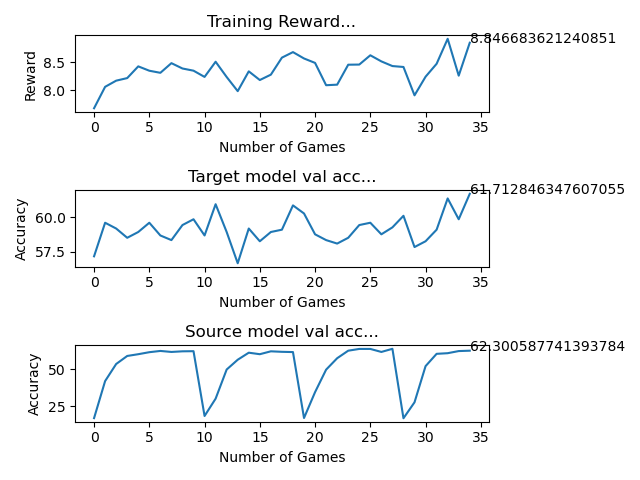 Training Reward...
8.846683621240851
Reward
8.5
8.0
0 5 10 15 20 25 30 35
Number of Games
Target model val acc...
61.712846347607055
Accuracy
60.0
57.5
0 5 10 15 20 25 30 35
Number of Games
Source model val acc...
62.300587741393784
Accuracy
50
25
0 5 10 15 20 25 30 35
Number of Games